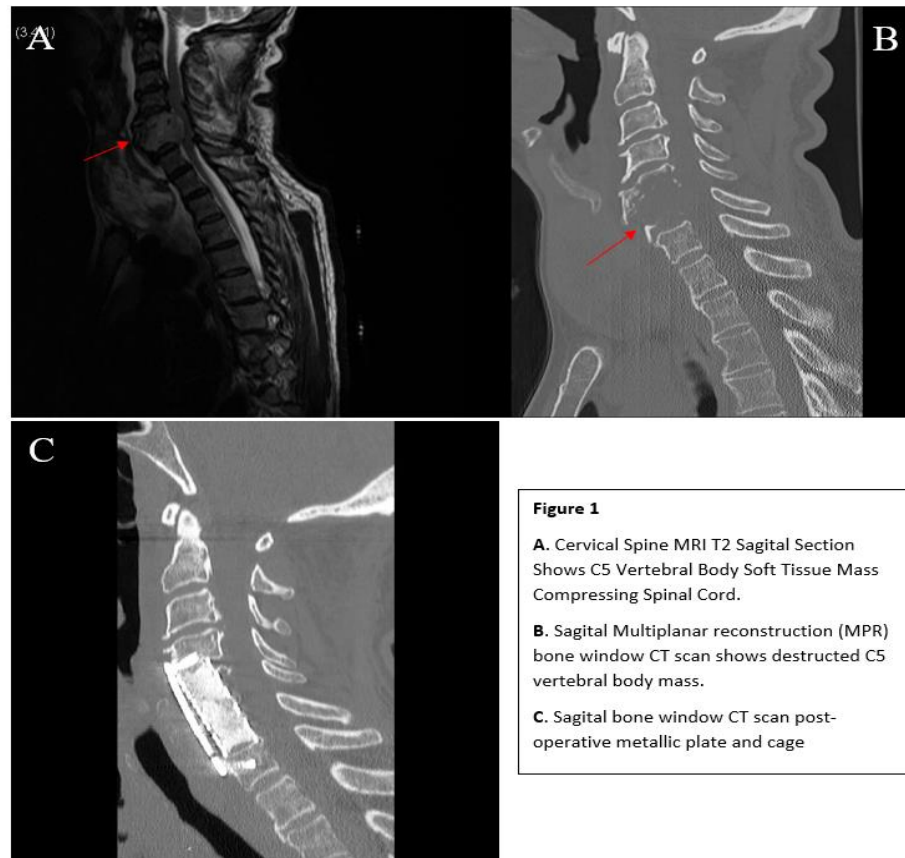 (3.4:1)
A
B
C
Figure 1
A. Cervical Spine MRI T2 Sagital Section
Shows C5 Vertebral Body Soft Tissue Mass
Compressing Spinal Cord.
B. Sagital Multiplanar reconstruction (MPR)
bone window CT scan shows destructed C5
vertebral body mass.
C. Sagital bone window CT scan post-
operative metallic plate and cage